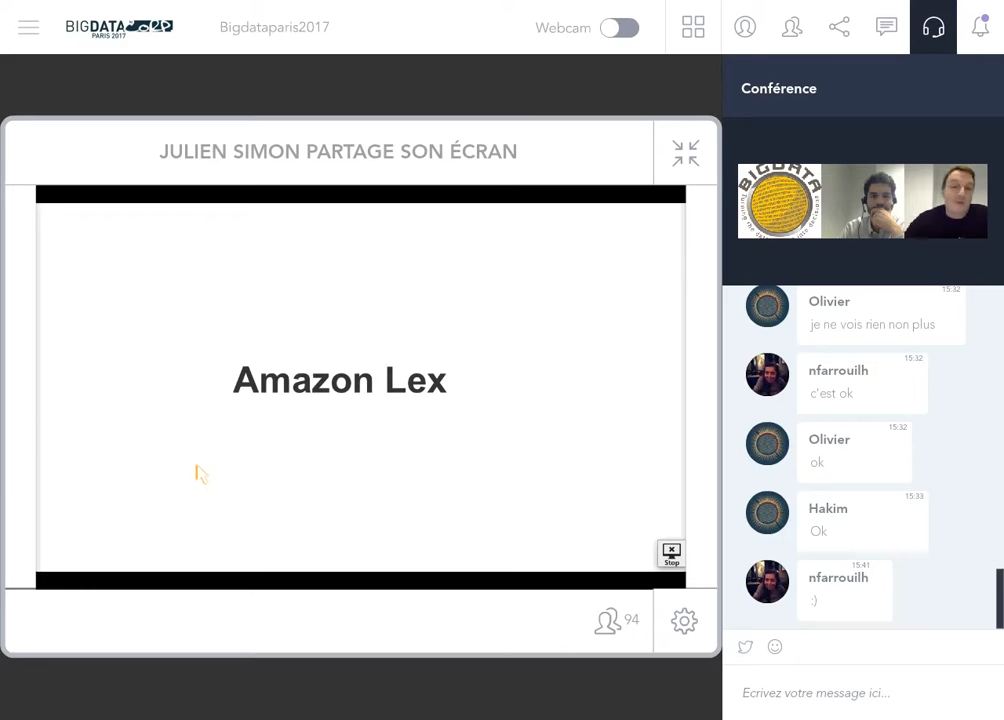 BIGDATA
PARIS 2017
Bigdataparis2017
Webcam
Conférence
JULIEN SIMON PARTAGE SON ÉCRAN
BIGDATA
Amazon Lex
Stop
94
15:32
Olivier
je ne vois rien non plus
15:32
nfarrouilh
c'est ok
15:32
Olivier
ok
15:33
Hakim
Ok
15:41
nfarrouilh
:)
Ecrivez votre message ici...